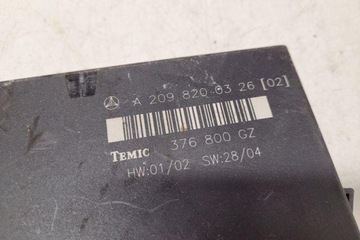 A 209 820 03 26 [02]
376 800 GZ
TEMIC
HW:01/02 SW:28/04